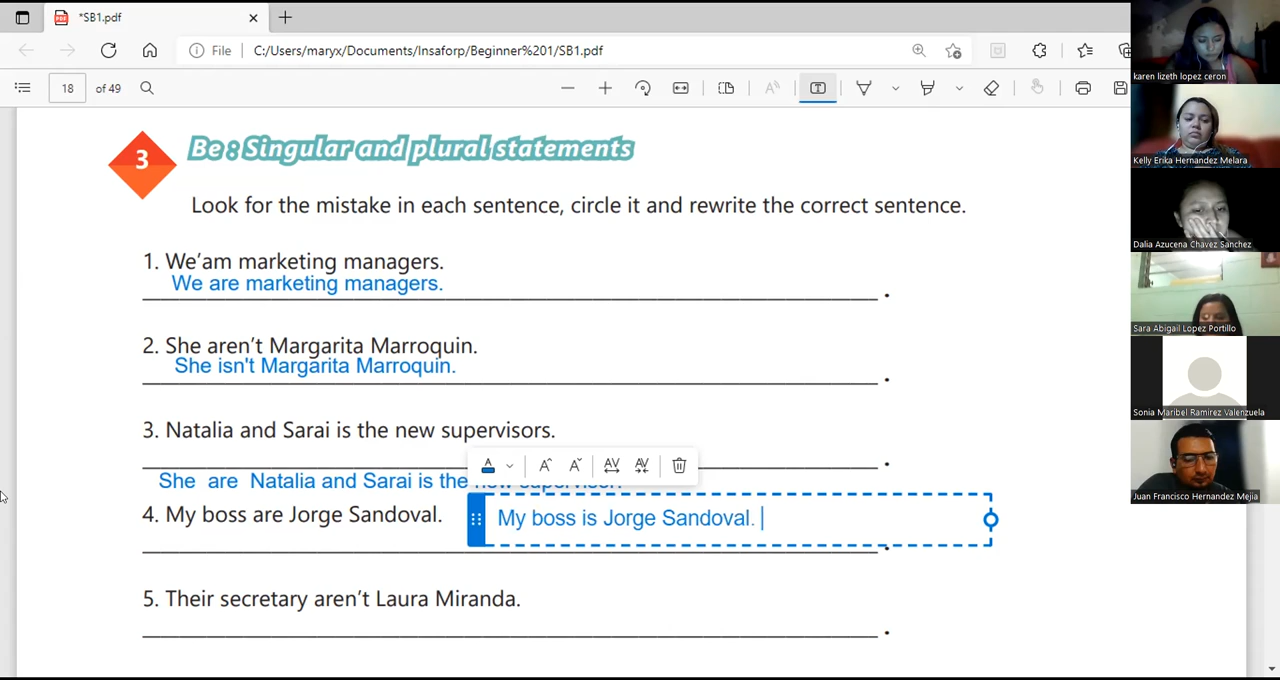 *SB1.pdf
File
C:/Users/maryx/Documents/Insaforp/Beginner%201/SB1.pdf
18 of 49
3 Be : Singular and plural statements
Look for the mistake in each sentence, circle it and rewrite the correct sentence.
1. We'am marketing managers.
We are marketing managers.
2. She aren't Margarita Marroquin.
She isn't Margarita Marroquin.
3. Natalia and Sarai is the new supervisors.
She are Natalia and Sarai is the new supervisor.
4. My boss are Jorge Sandoval.
My boss is Jorge Sandoval.
5. Their secretary aren't Laura Miranda.
karen lizeth lopez ceron
Kelly Erika Hernandez Melara
Dalia Azucena Chavez Sanchez
Sara Abigail Lopez Portillo
Sonia Maribel Ramirez Valenzuela
Juan Francisco Hernandez Mejia